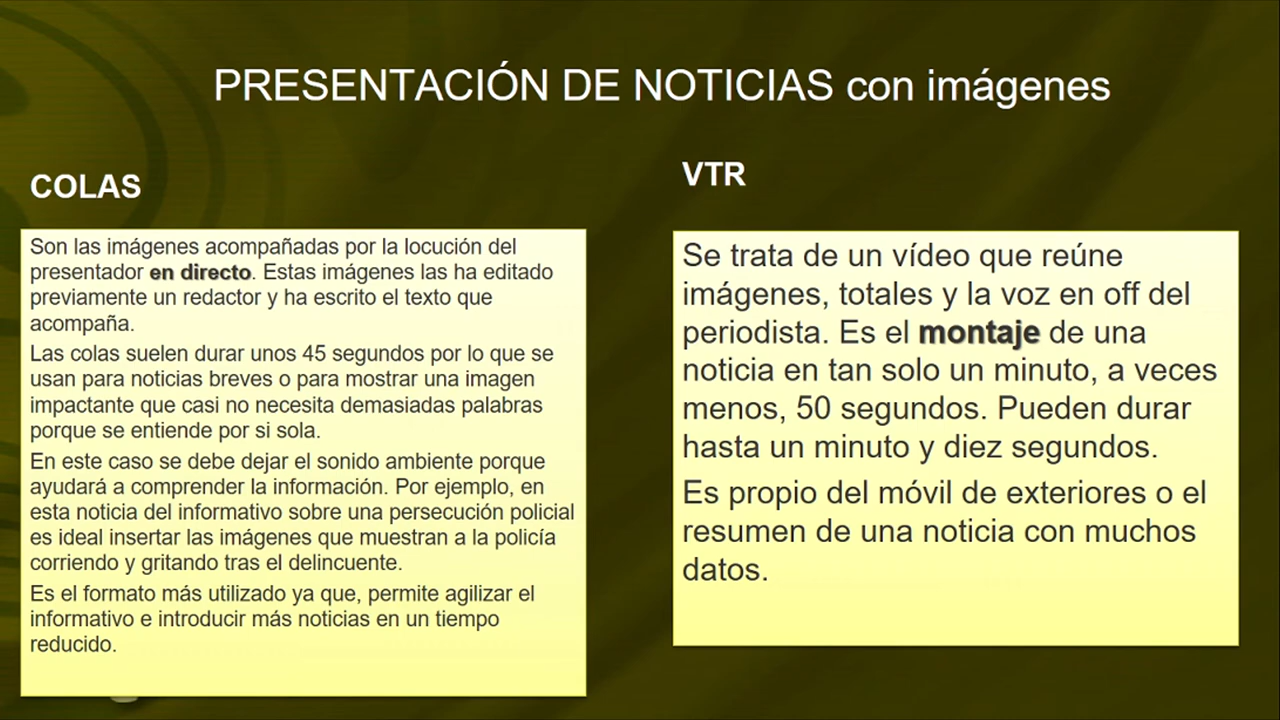 PRESENTACIÓN DE NOTICIAS con imágenes
COLAS
Son las imágenes acompañadas por la locución del
presentador en directo. Estas imágenes las ha editado
previamente un redactor y ha escrito el texto que
acompaña.
Las colas suelen durar unos 45 segundos por lo que se
usan para noticias breves o para mostrar una imagen
impactante que casi no necesita demasiadas palabras
porque se entiende por si sola.
En este caso se debe dejar el sonido ambiente porque
ayudará a comprender la información. Por ejemplo, en
esta noticia del informativo sobre una persecución policial
es ideal insertar las imágenes que muestran a la policía
corriendo y gritando tras el delincuente.
Es el formato más utilizado ya que, permite agilizar el
informativo e introducir más noticias en un tiempo
reducido.
VTR
Se trata de un vídeo que reúne
imágenes, totales y la voz en off del
periodista. Es el montaje de una
noticia en tan solo un minuto, a veces
menos, 50 segundos. Pueden durar
hasta un minuto y diez segundos.
Es propio del móvil de exteriores o el
resumen de una noticia con muchos
datos.